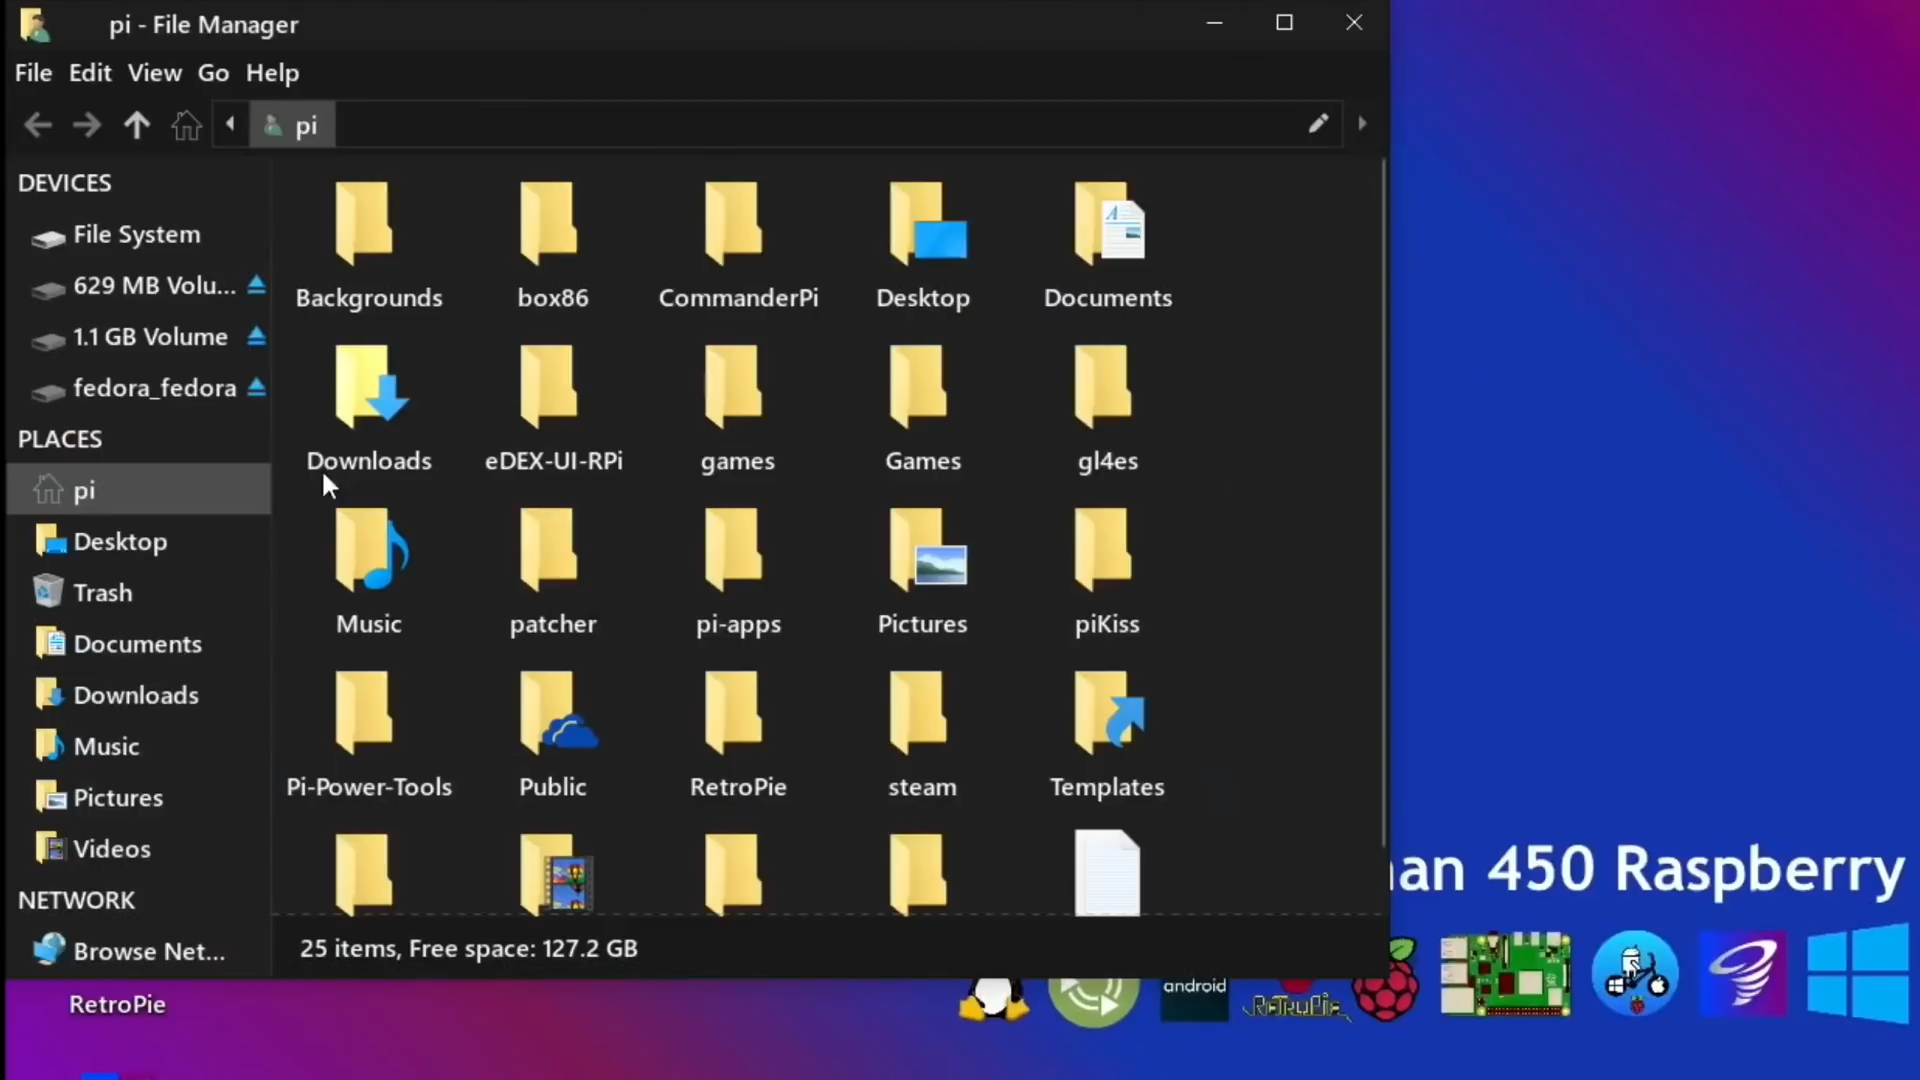 pi - File Manager
File Edit View Go Help
pi
DEVICES
File System
629 MB Volu...
1.1 GB Volume
fedora_fedora
PLACES
pi
Desktop
Trash
Documents
Downloads
Music
Pictures
Videos
NETWORK
Browse Net...
Backgrounds box86 CommanderPi Desktop Documents
Downloads eDEX-UI-RPi games Games gl4es
Music patcher pi-apps Pictures piKiss
Pi-Power-Tools Public RetroPie steam Templates
25 items, Free space: 127.2 GB
RetroPie
an 450 Raspberry
android
RetroPie